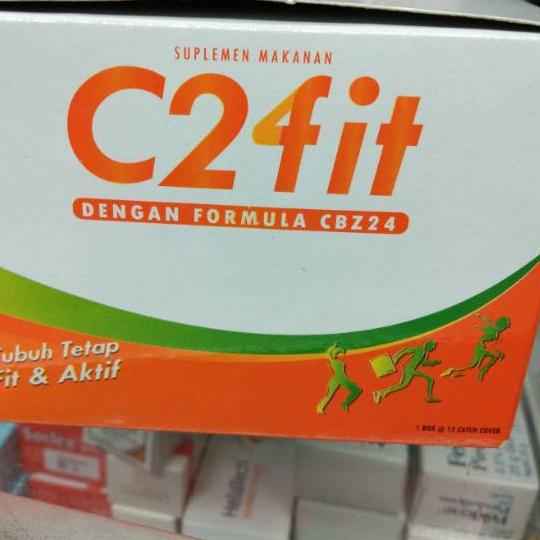 SUPLEMEN MAKANAN
C24fit
DENGAN FORMULA CBZ24
Tubuh Tetap
Fit & Aktif
1 BOX @ 12 CATCH COVER